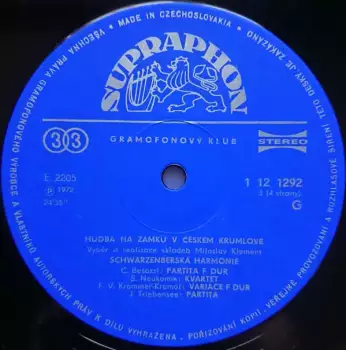 MADE IN CZECHOSLOVAKIA
VŠECHNA PRÁVA GRAMOFONOVÉHO VÝROBCE A VLASTNÍKŮ AUTORSKÝCH PRÁV K DÍLU VYHRAZENA. POŘIZOVÁNÍ KOPIÍ, VEŘEJNÉ PROVOZOVÁNÍ A ROZHLASOVÉ ŠÍŘENÍ TÉTO DESKY JE ZAKÁZÁNO
SUPRAPHON
33
GRAMOFONOVÝ KLUB
STEREO
E 2205
℗ 1972
1 12 1292
G
HUDBA NA ZÁMKU V ČESKÉM KRUMLOVĚ
Výběr a realizace skladeb Miloslav Klement
SCHWARZENBERSKÁ HARMONIE
C. Besozzi: PARTITA F DUR
S. Neukomm: KVARTET
F. V. Krommer-Kramář: VARIACE F DUR
J. Triebensee: PARTITA